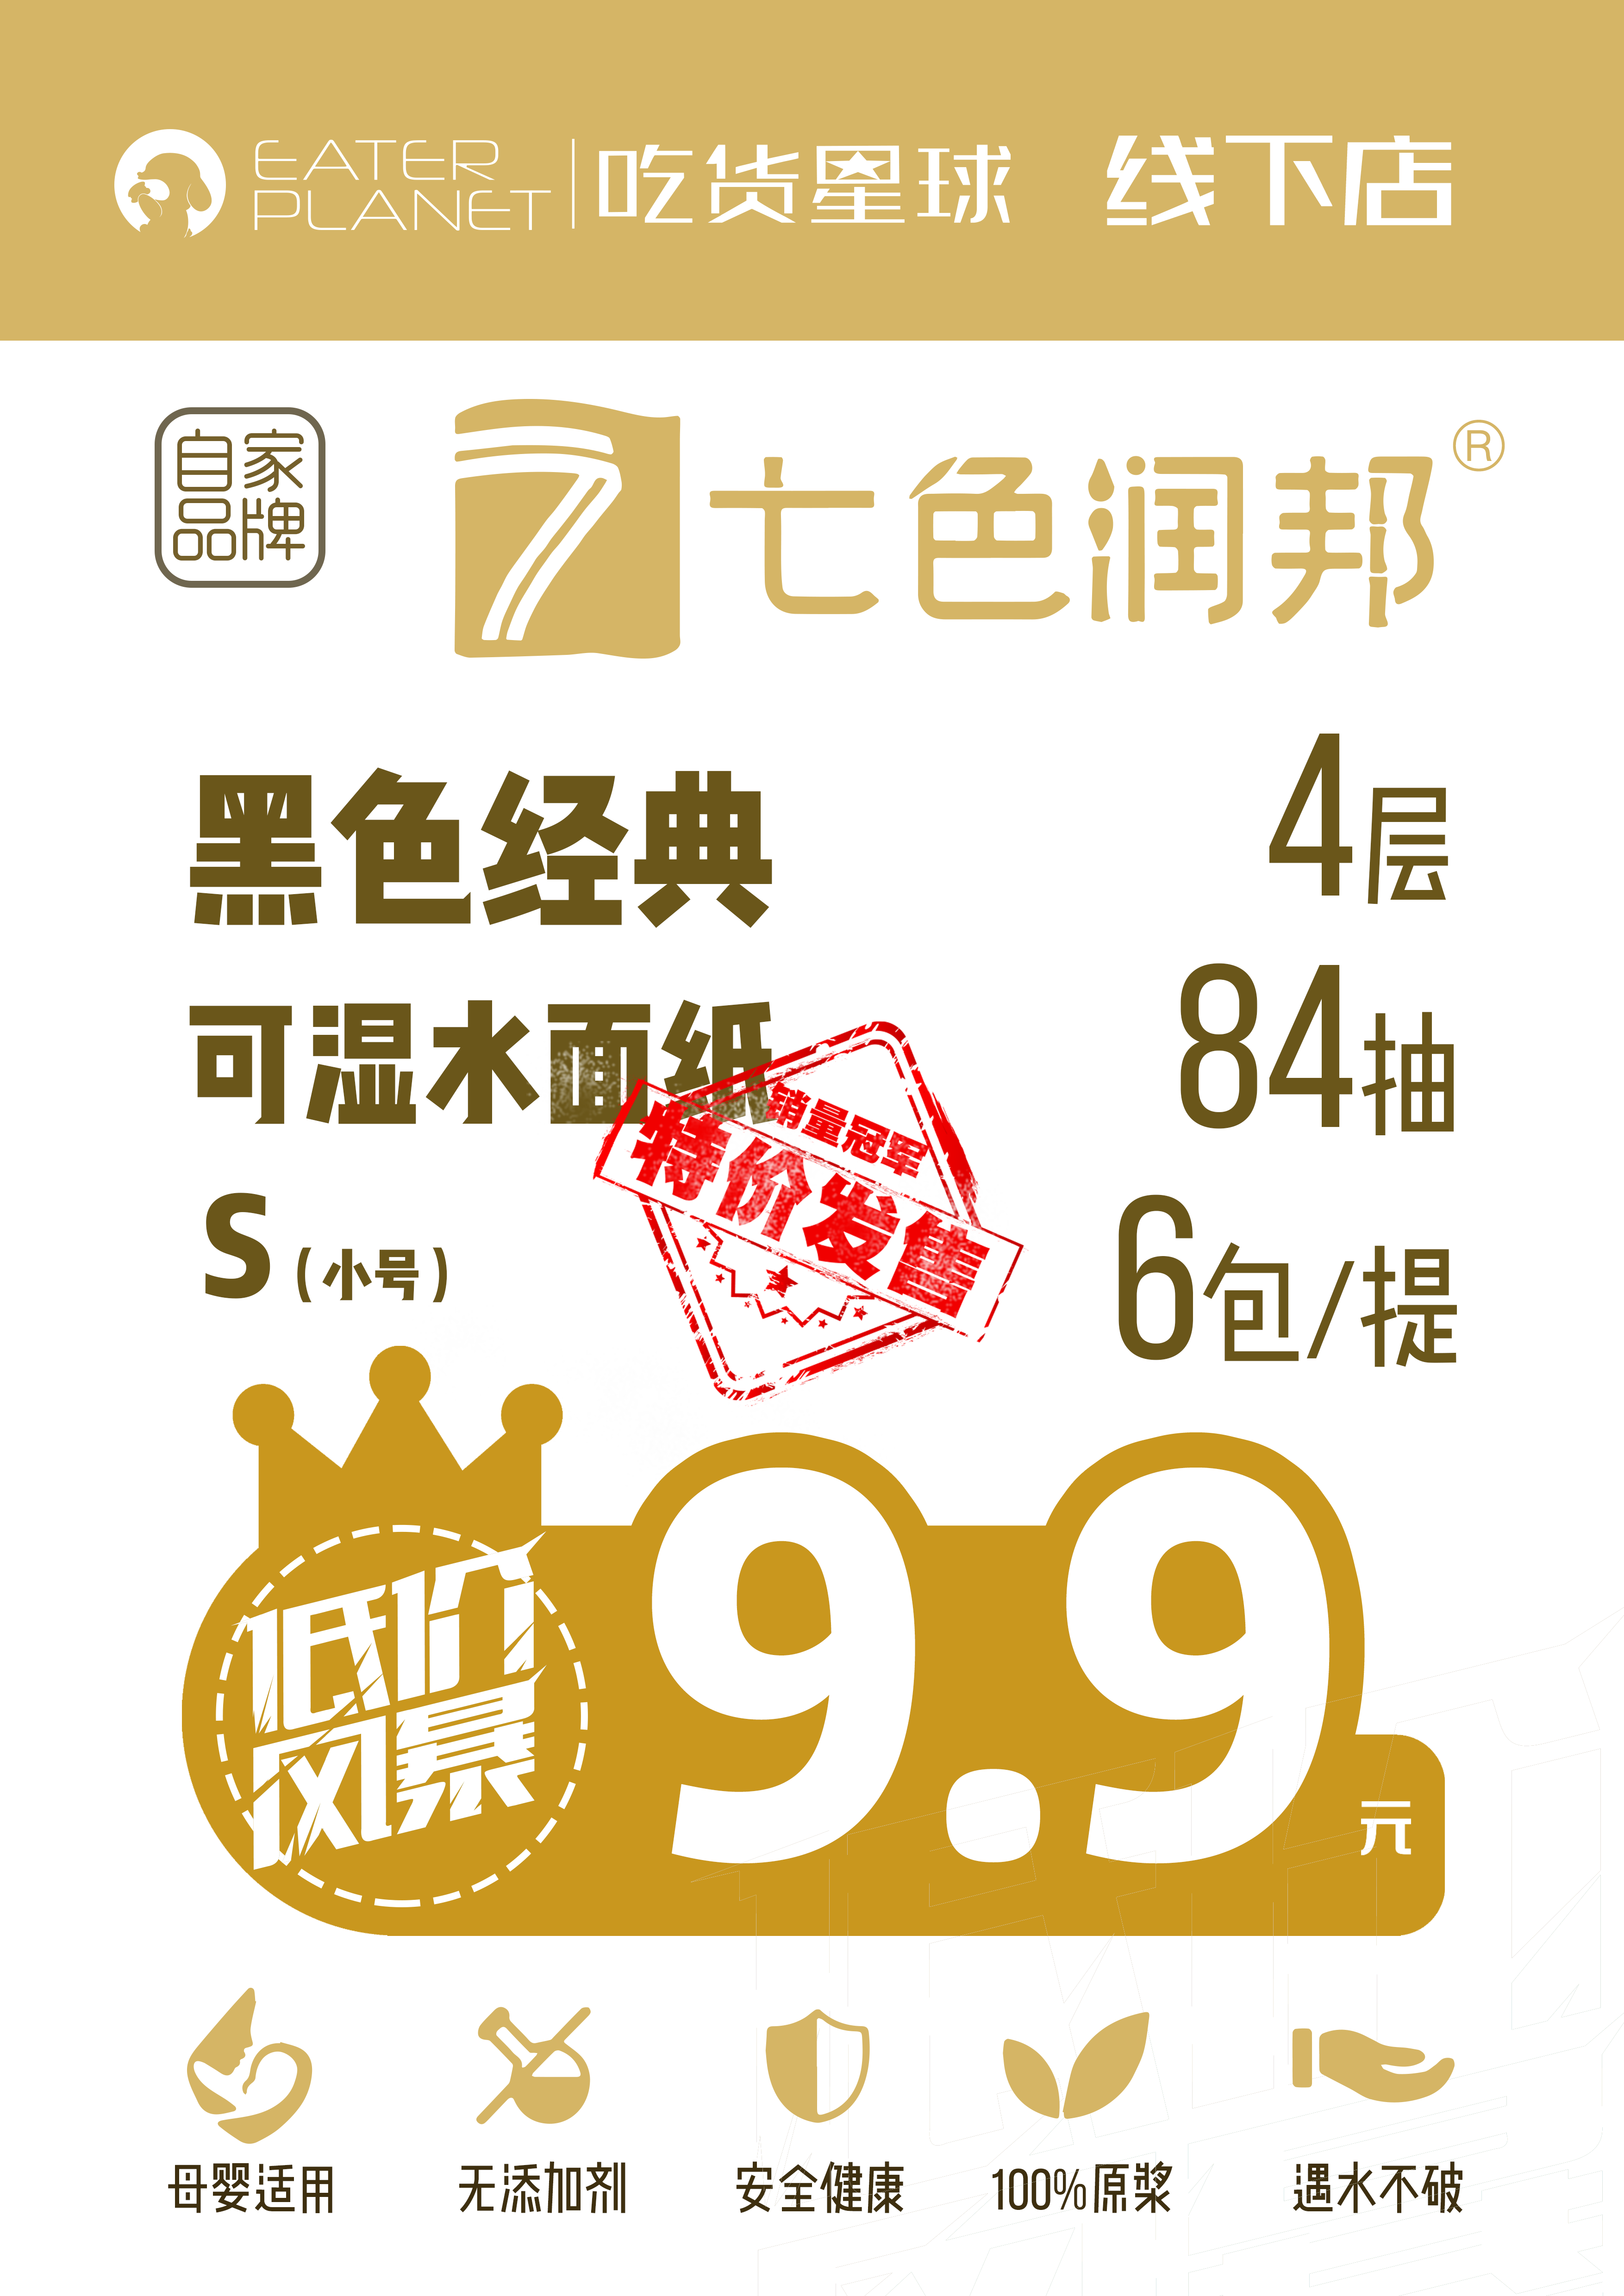 EATER
PLANET
吃货星球 线下店
自家
品牌
7 七色润邦®
黑色经典
4层
可湿水面纸
84抽
销量冠军
特价发售
S(小号)
6包/提
低价
风暴
9.9元
母婴适用 无添加剂 安全健康 100%原浆 遇水不破